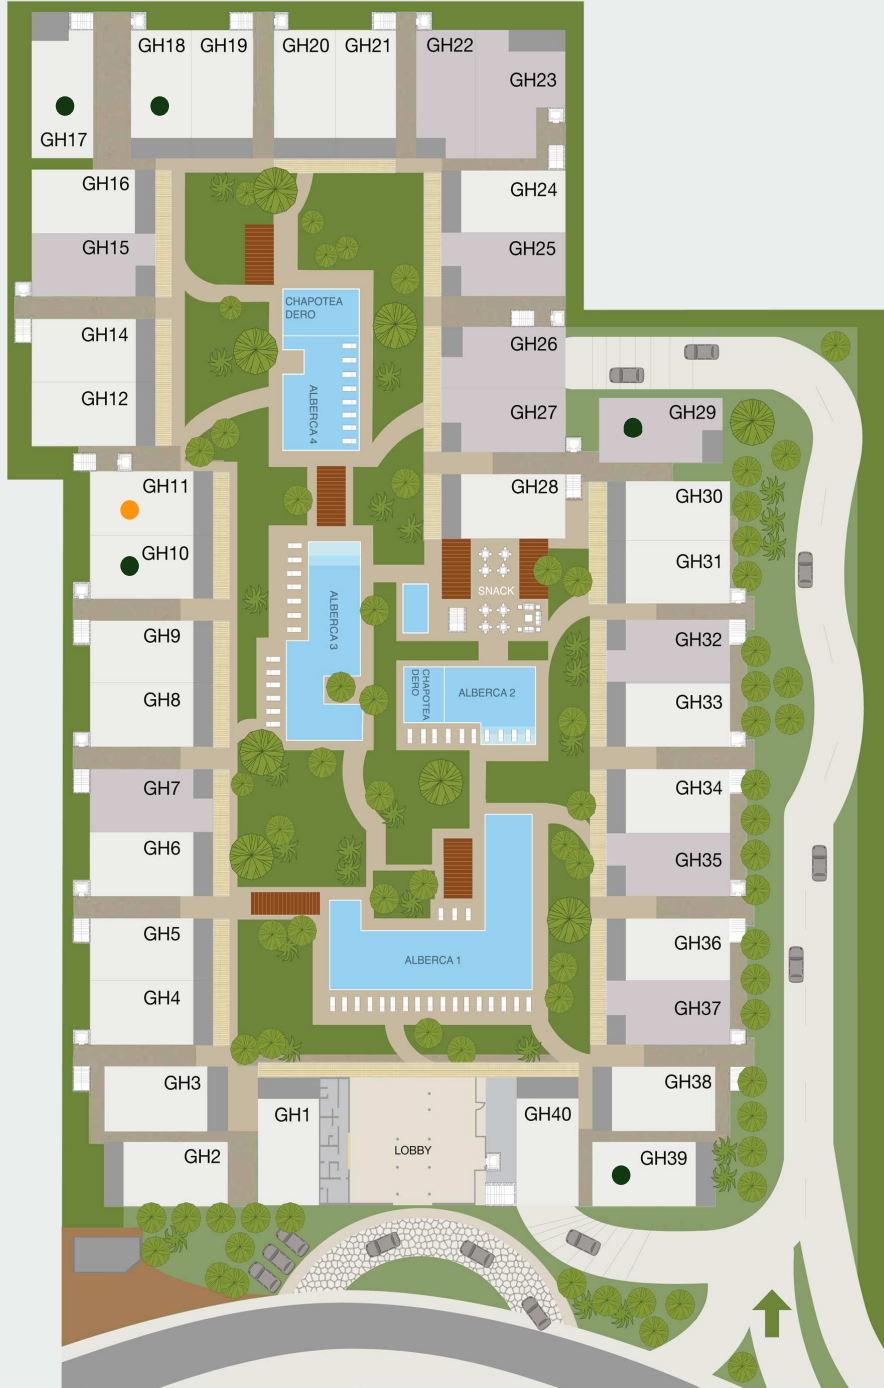 GH18
GH19
GH20
GH21
GH22
GH23
GH17
GH16
GH24
GH15
GH25
CHAPOTEA
DERO
GH14
GH26
GH12
ALBERCA 4
GH27
GH29
GH11
GH28
GH30
GH10
GH31
SNACK
ALBERCA 3
GH9
GH32
CHAPOTEA
DERO
ALBERCA 2
GH8
GH33
GH7
GH34
GH6
GH35
GH5
GH36
ALBERCA 1
GH4
GH37
GH3
GH38
GH1
GH40
LOBBY
GH2
GH39